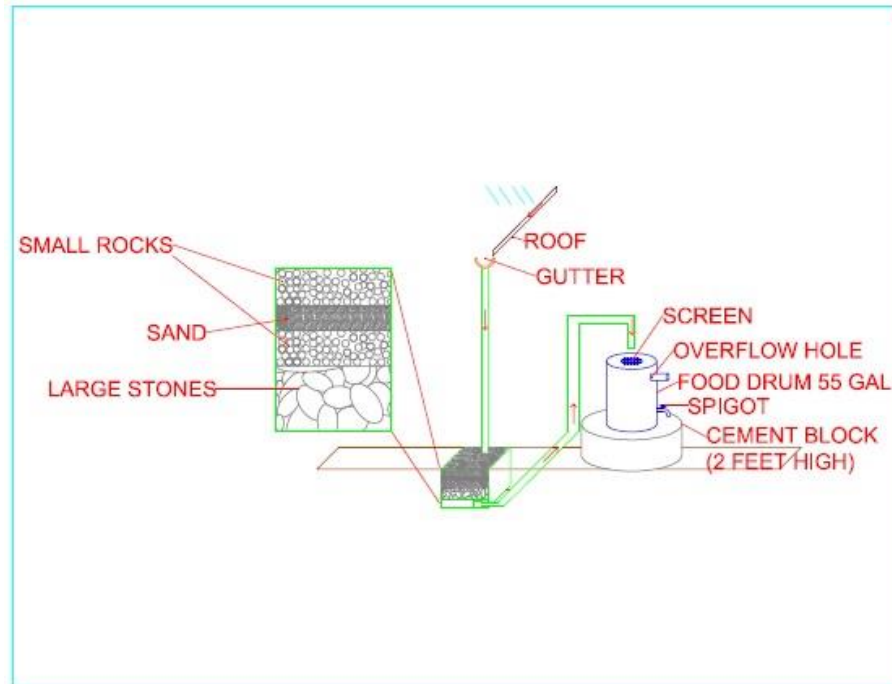 SMALL ROCKS
SAND
LARGE STONES
ROOF
GUTTER
SCREEN
OVERFLOW HOLE
FOOD DRUM 55 GAL
SPIGOT
CEMENT BLOCK
(2 FEET HIGH)